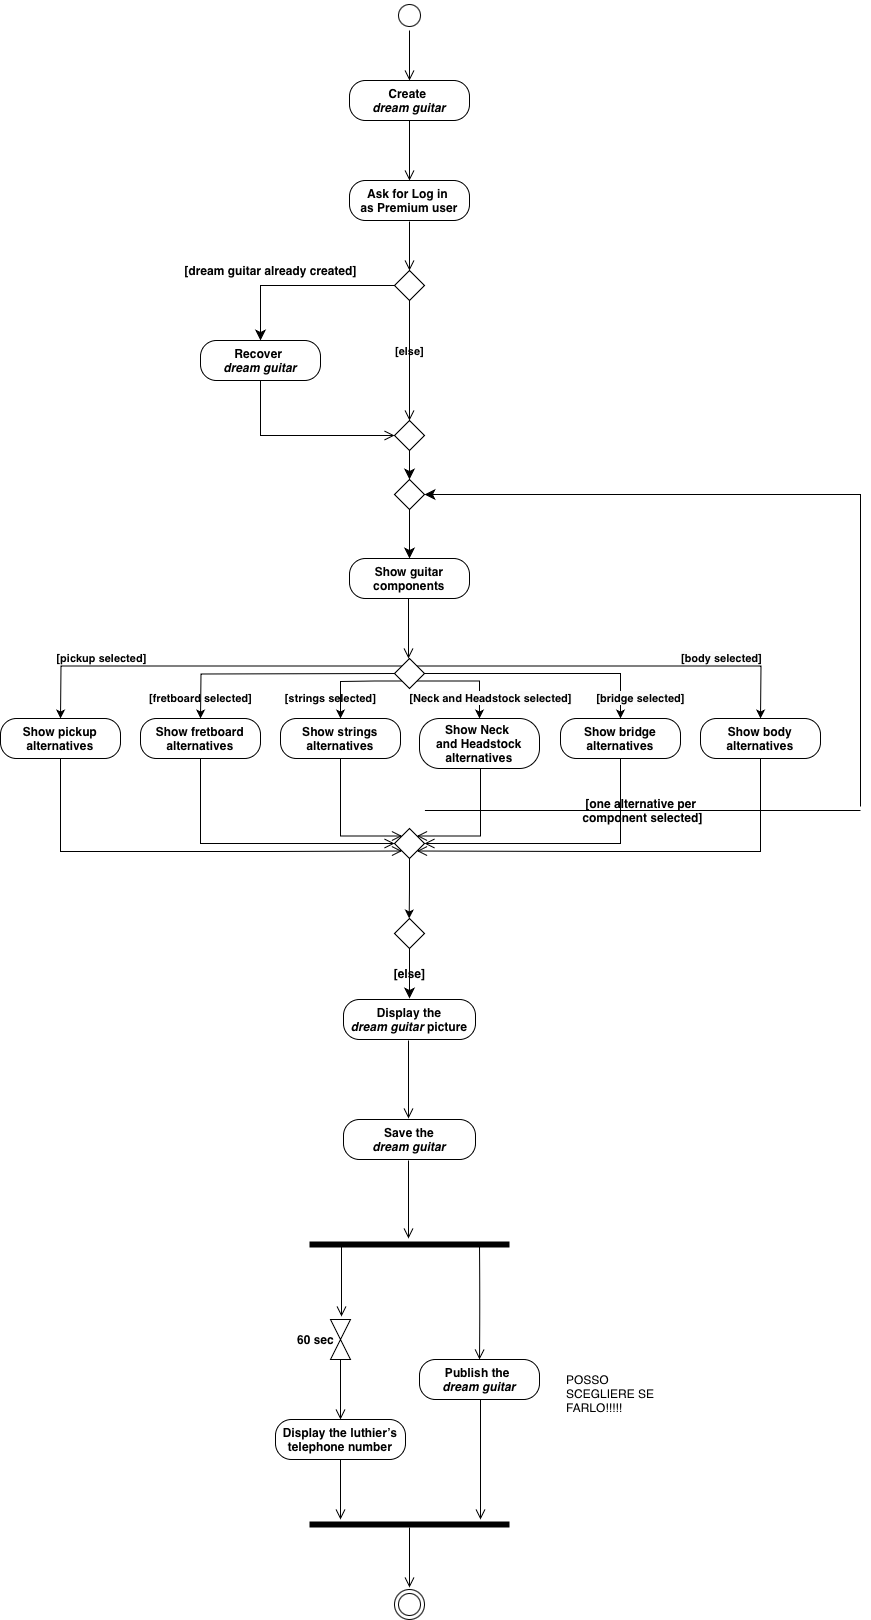 Create
dream guitar
Ask for Log in
as Premium user
[dream guitar already created]
Recover
dream guitar
[else]
Show guitar
components
[pickup selected]
[body selected]
[fretboard selected]
[strings selected]
[Neck and Headstock selected]
[bridge selected]
Show pickup
alternatives
Show fretboard
alternatives
Show strings
alternatives
Show Neck
and Headstock
alternatives
Show bridge
alternatives
Show body
alternatives
[one alternative per
component selected]
[else]
Display the
dream guitar picture
Save the
dream guitar
60 sec
Publish the
dream guitar
POSSO
SCEGLIERE SE
FARLO!!!!!
Display the luthier's
telephone number